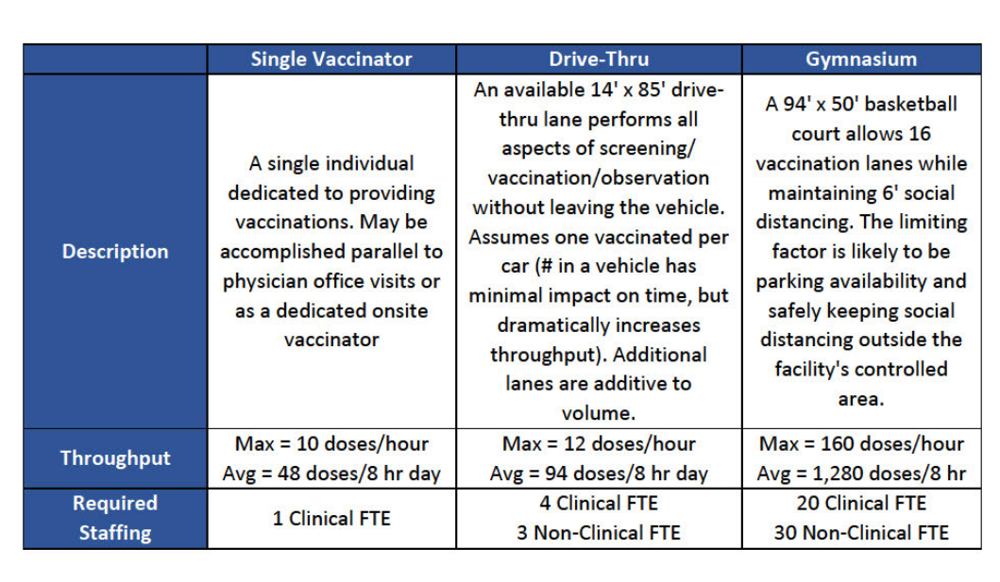 Single Vaccinator
Drive-Thru
Gymnasium
Description
A single individual
dedicated to providing
vaccinations. May be
accomplished parallel to
physician office visits or
as a dedicated onsite
vaccinator
An available 14' x 85' drive-
thru lane performs all
aspects of screening/
vaccination/observation
without leaving the vehicle.
Assumes one vaccinated per
car (# in a vehicle has
minimal impact on time, but
dramatically increases
throughput). Additional
lanes are additive to
volume.
A 94' x 50' basketball
court allows 16
vaccination lanes while
maintaining 6' social
distancing. The limiting
factor is likely to be
parking availability and
safely keeping social
distancing outside the
facility's controlled
area.
Throughput
Max = 10 doses/hour
Avg = 48 doses/8 hr day
Max = 12 doses/hour
Avg = 94 doses/8 hr day
Max = 160 doses/hour
Avg = 1,280 doses/8 hr
Required
Staffing
1 Clinical FTE
4 Clinical FTE
3 Non-Clinical FTE
20 Clinical FTE
30 Non-Clinical FTE